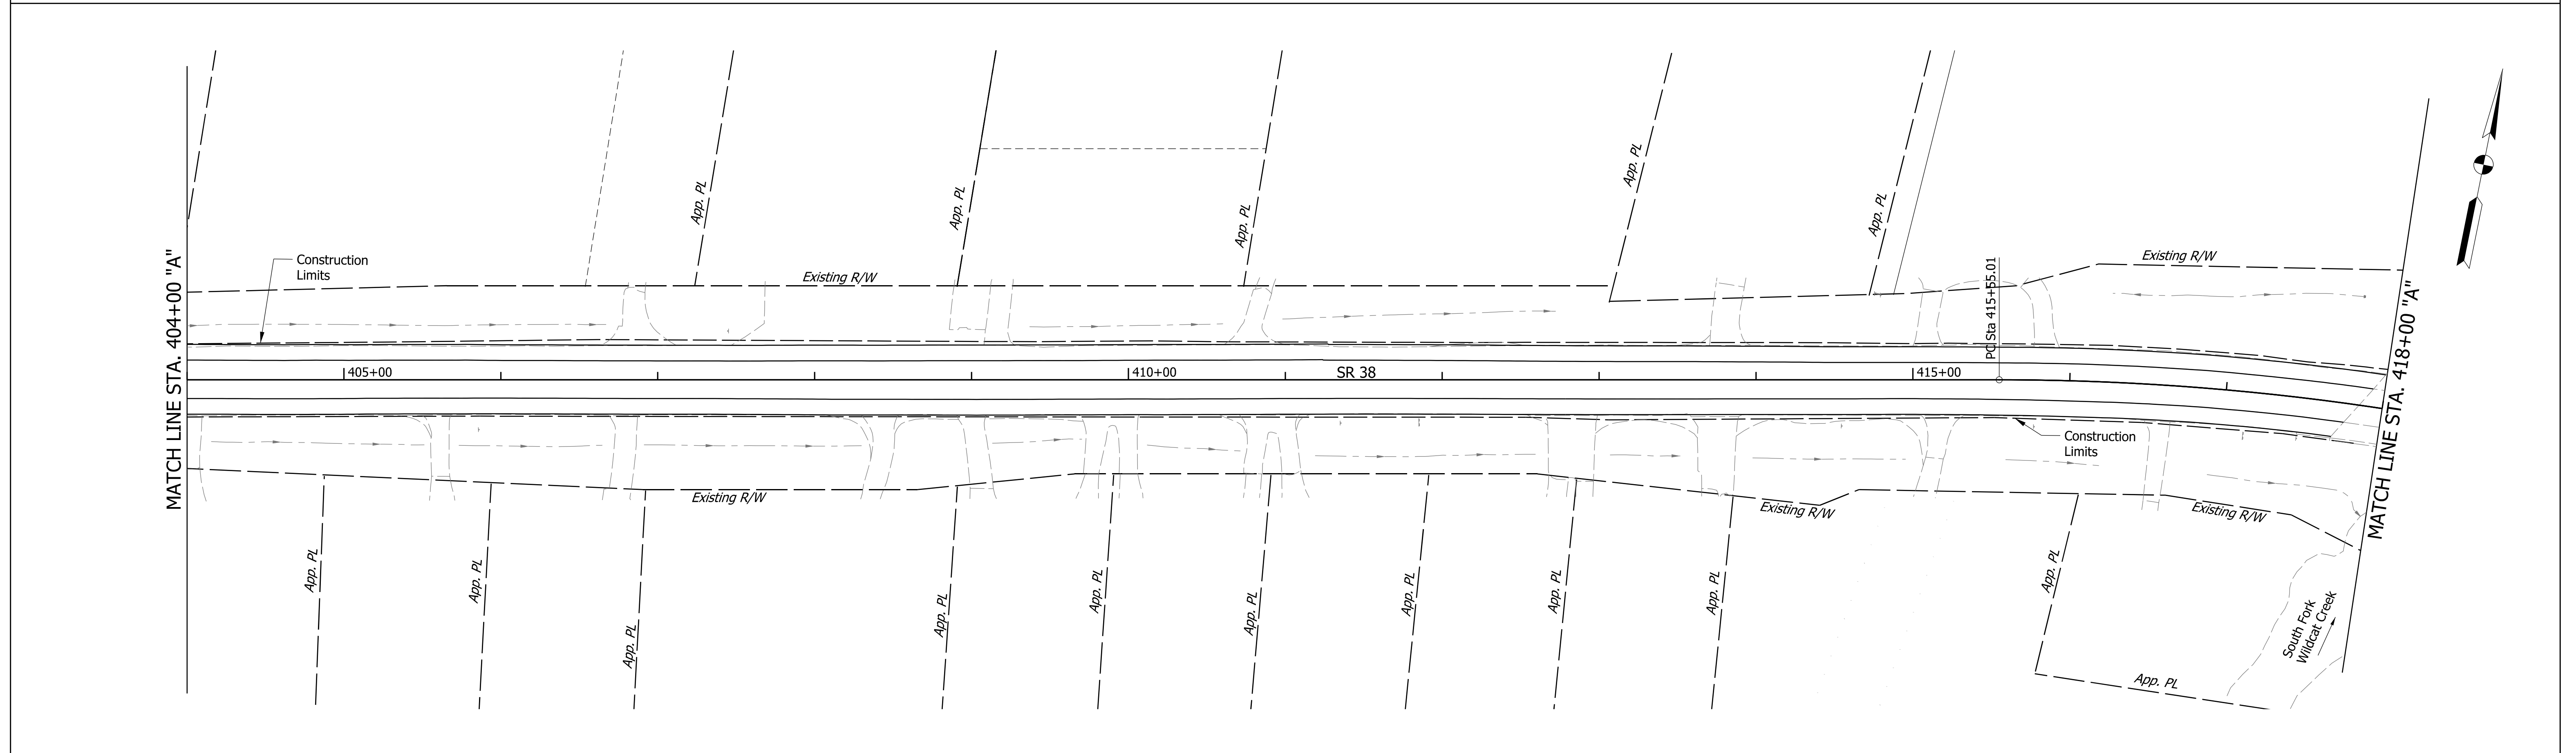 App. PL
App. PL
App. PL
App. PL
App. PL
MATCH LINE STA. 404+00 "A"
Construction
Limits
Existing R/W
PC Sta 415+55.01
Existing R/W
MATCH LINE STA. 418+00 "A"
405+00
410+00
SR 38
415+00
Construction
Limits
Existing R/W
Existing R/W
Existing R/W
App. PL
App. PL
App. PL
App. PL
App. PL
App. PL
App. PL
App. PL
App. PL
App. PL
App. PL
South Fork
Wildcat Creek